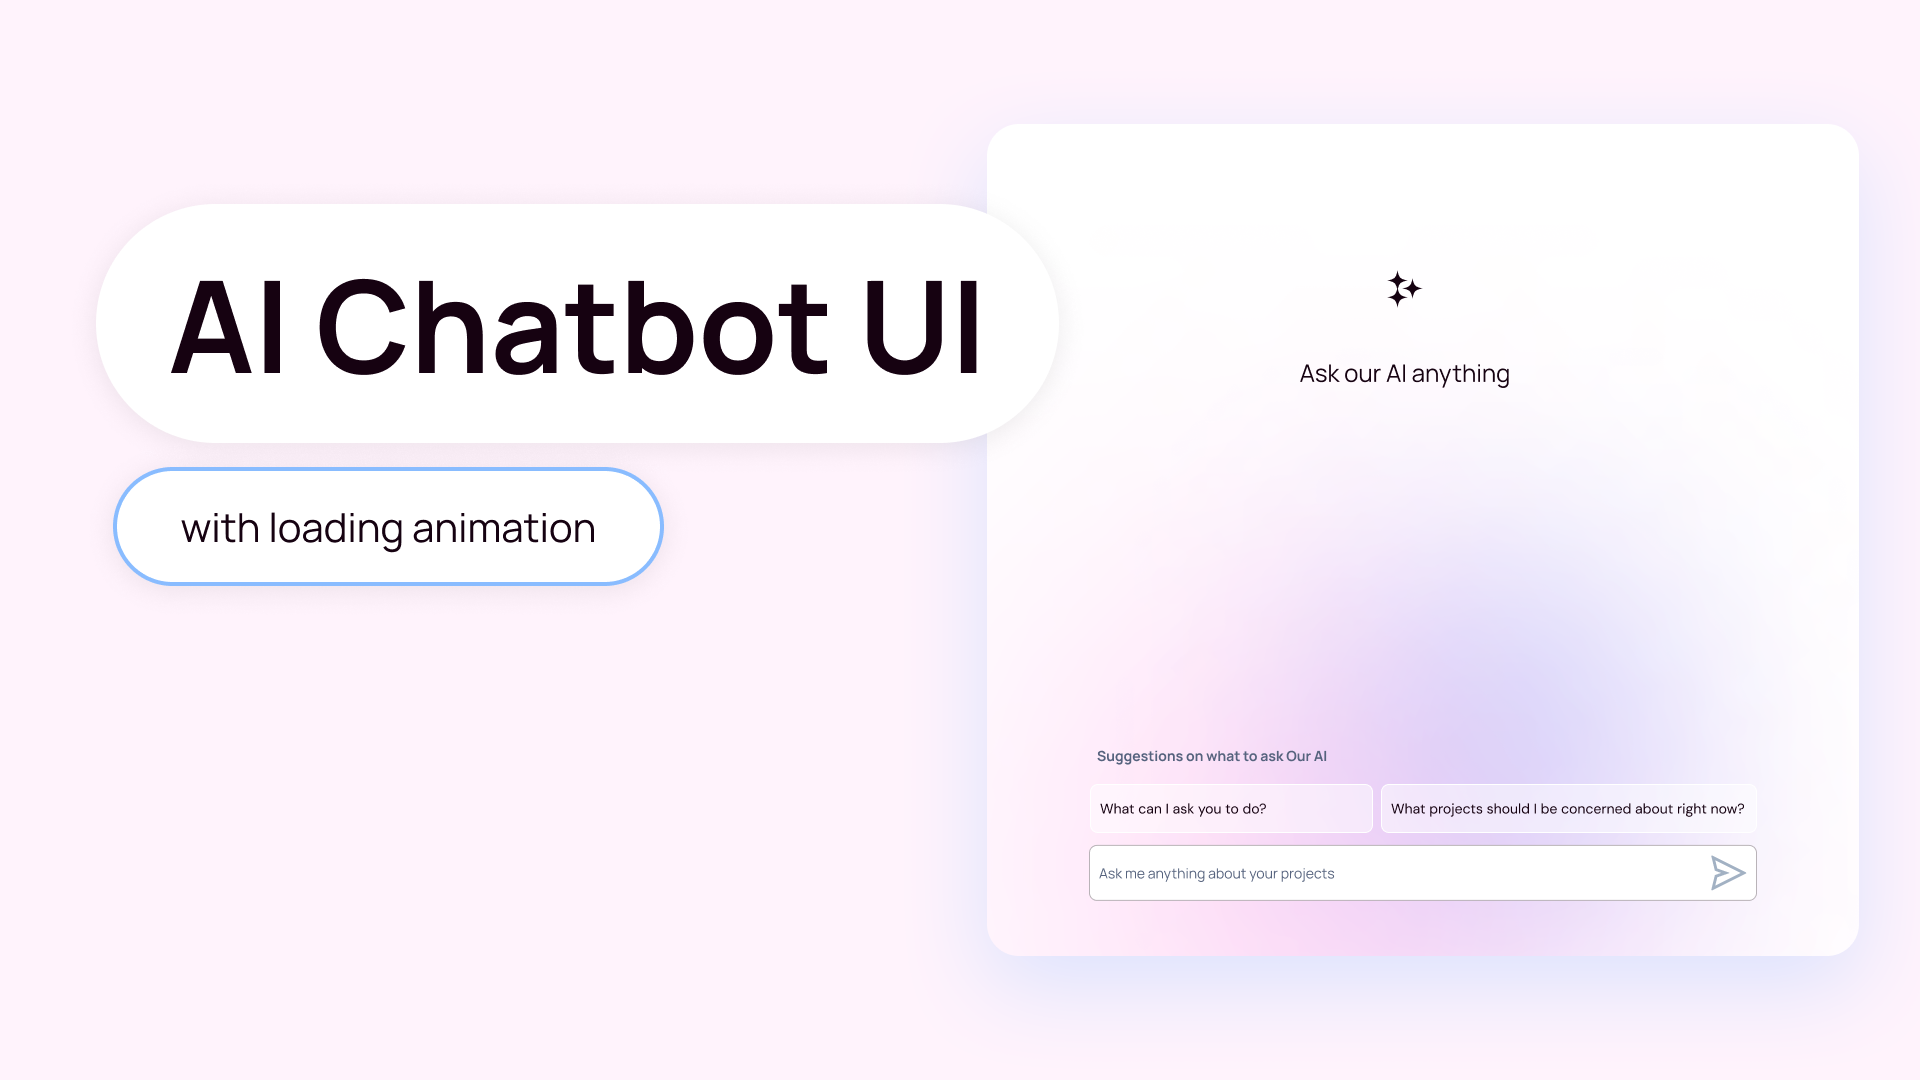 AI Chatbot UI
with loading animation
Ask our AI anything
Suggestions on what to ask Our AI
What can I ask you to do?
What projects should I be concerned about right now?
Ask me anything about your projects